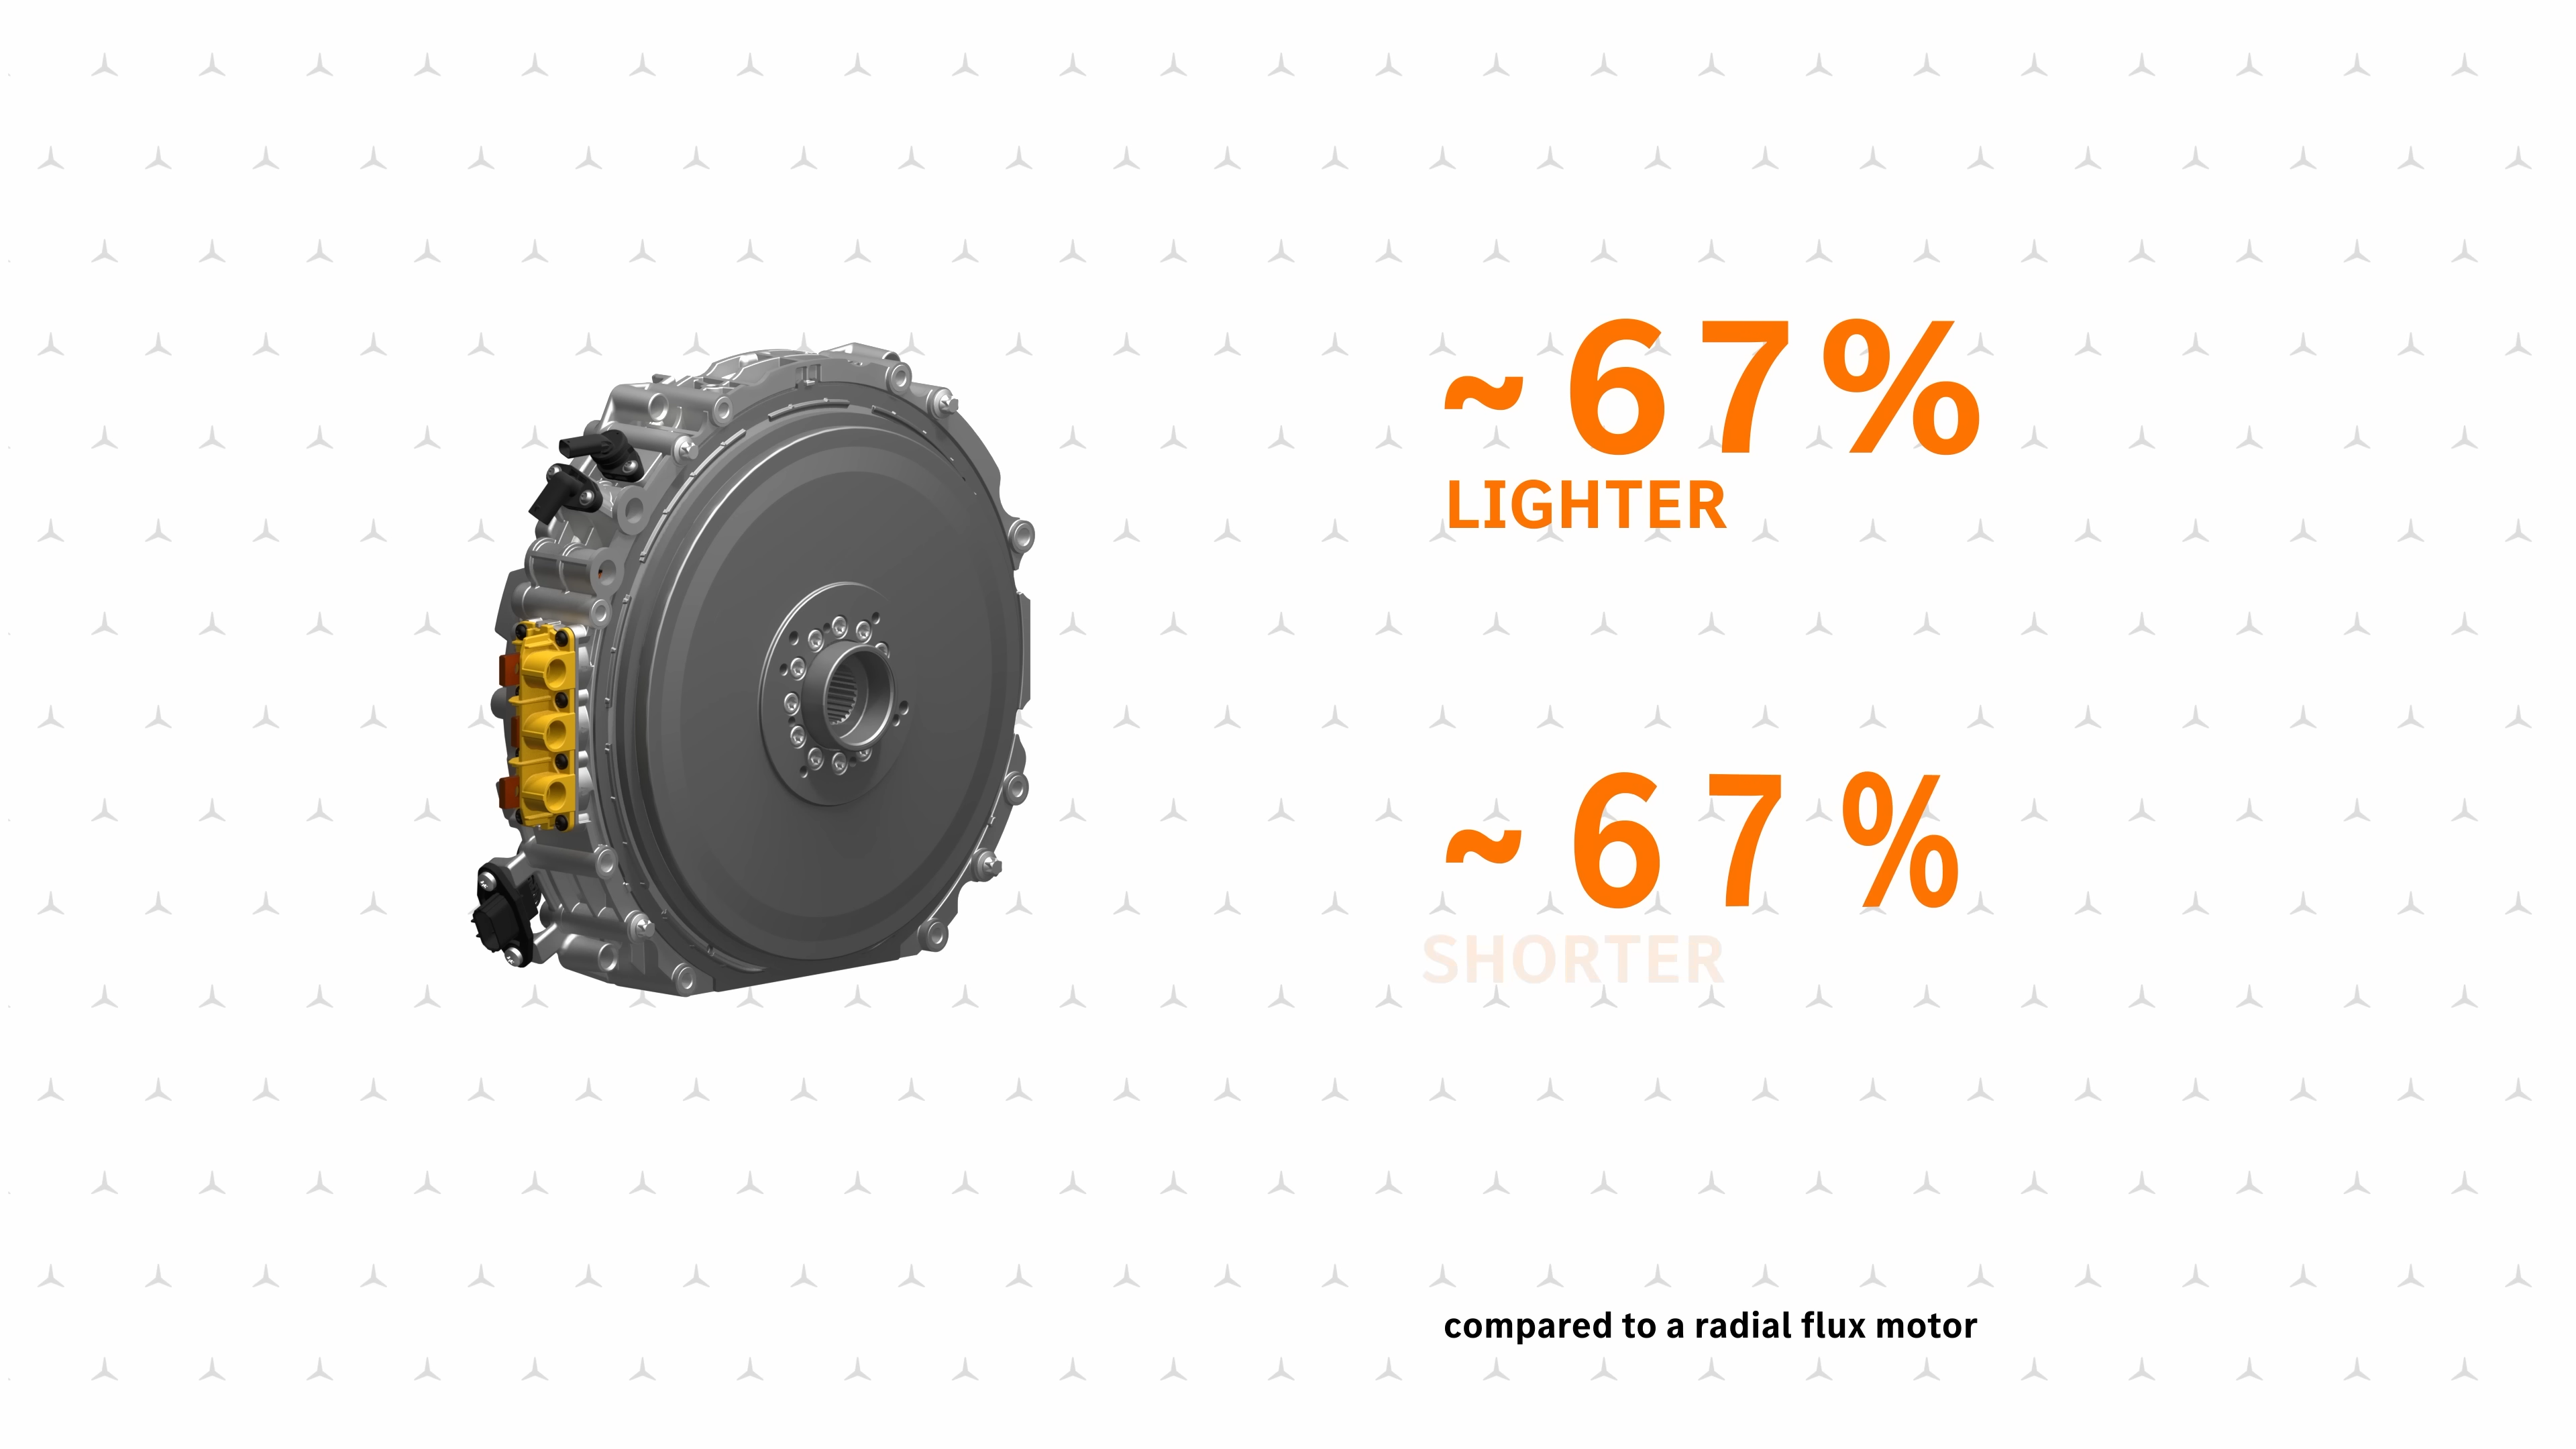 ~67%
LIGHTER
~67%
SHORTER
compared to a radial flux motor